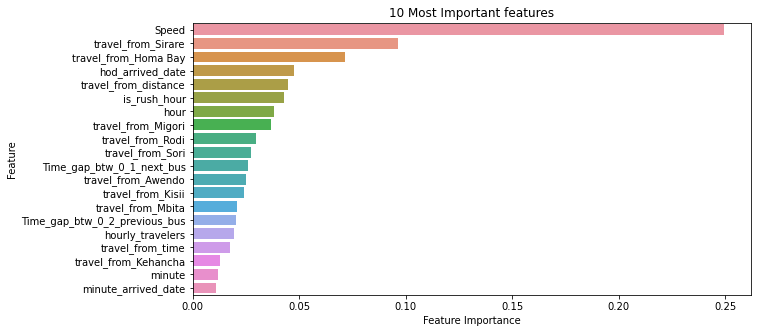 10 Most Important features
Speed
travel_from_Sirare
travel_from_Homa Bay
hod_arrived_date
travel_from_distance
is_rush_hour
hour
travel_from_Migori
travel_from_Rodi
travel_from_Sori
Time_gap_btw_0_1_next_bus
travel_from_Awendo
travel_from_Kisii
travel_from_Mbita
Time_gap_btw_0_2_previous_bus
hourly_travelers
travel_from_time
travel_from_Kehancha
minute
minute_arrived_date
Feature
0.00 0.05 0.10 0.15 0.20 0.25
Feature Importance